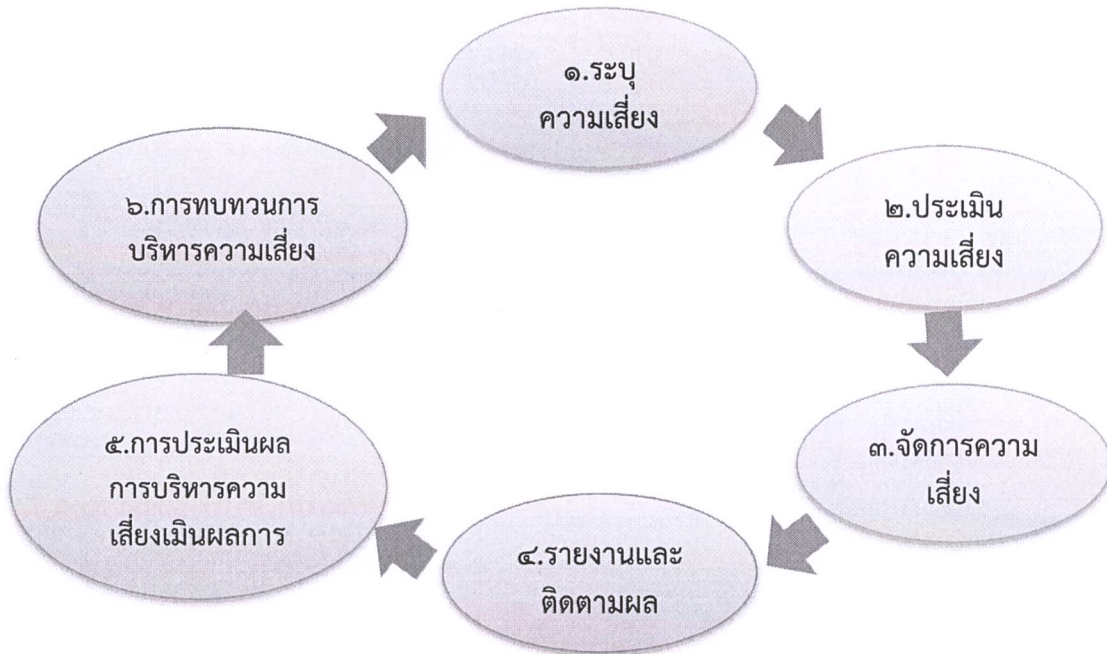 ๑.ระบุ
ความเสี่ยง
๒.ประเมิน
ความเสี่ยง
๓.จัดการความ
เสี่ยง
๔.รายงานและ
ติดตามผล
๕.การประเมินผล
การบริหารความ
เสี่ยงเมินผลการ
๖.การทบทวนการ
บริหารความเสี่ยง